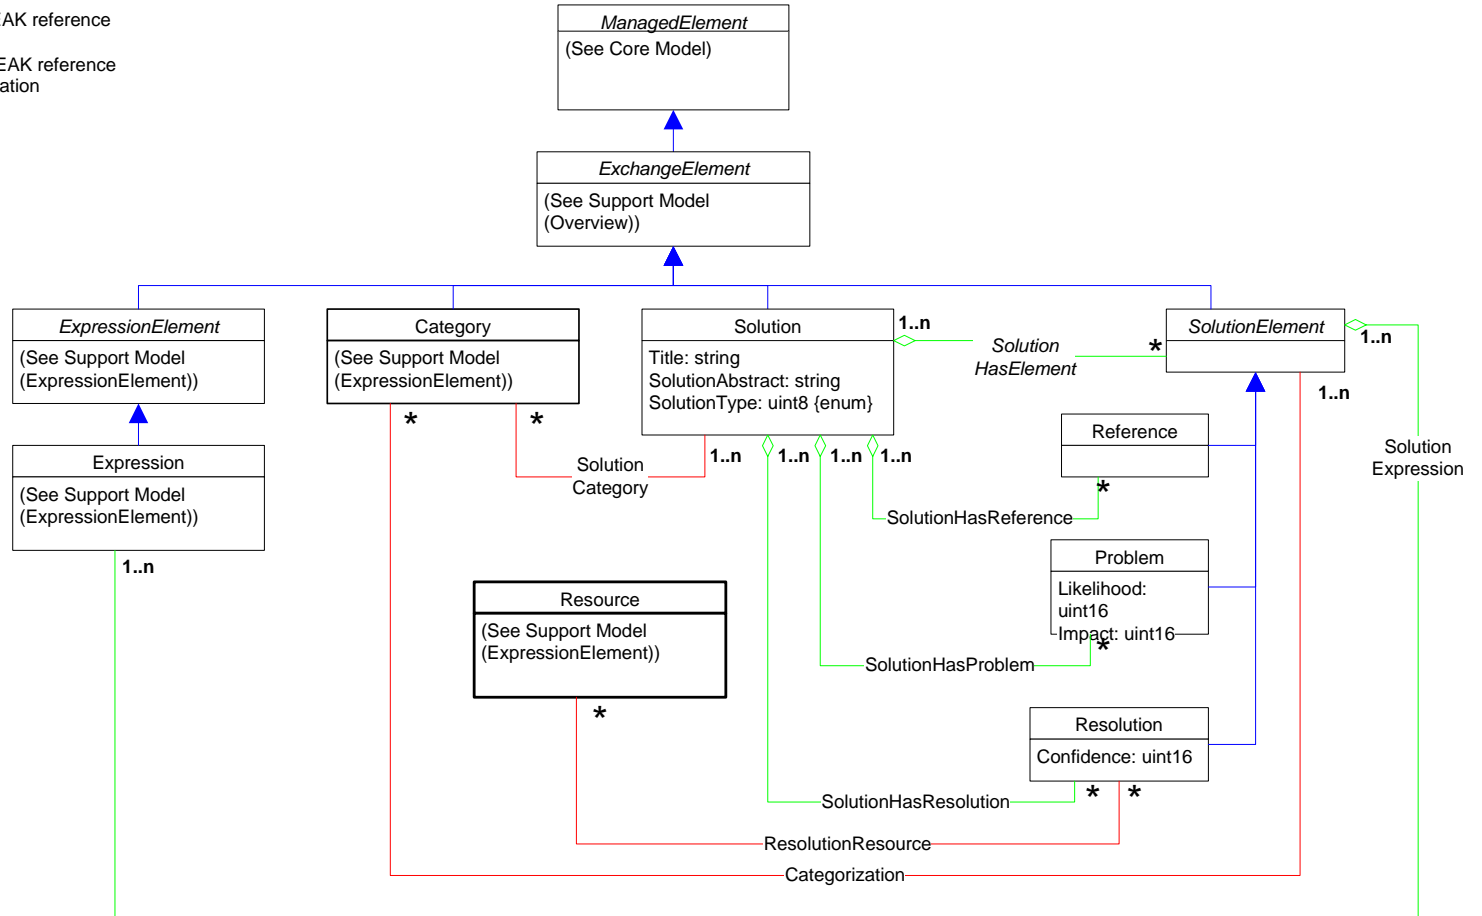 reference
ManagedElement
(See Core Model)
reference
ExchangeElement
(See Support Model
(Overview))
ExpressionElement
(See Support Model
(ExpressionElement))
Category
(See Support Model
(ExpressionElement))
*
*
Solution
Title: string
SolutionAbstract: string
SolutionType: uint8 {enum}
1..n
Solution
HasElement
*
SolutionElement
1..n
1..n
Expression
(See Support Model
(ExpressionElement))
1..n
Solution
Category
1..n
1..n
1..n
1..n
Reference
*
SolutionHasReference
Solution
Expression
Problem
Likelihood:
uint16
Impact: uint16
*
SolutionHasProblem
Resource
(See Support Model
(ExpressionElement))
*
Resolution
Confidence: uint16
*
*
SolutionHasResolution
ResolutionResource
Categorization